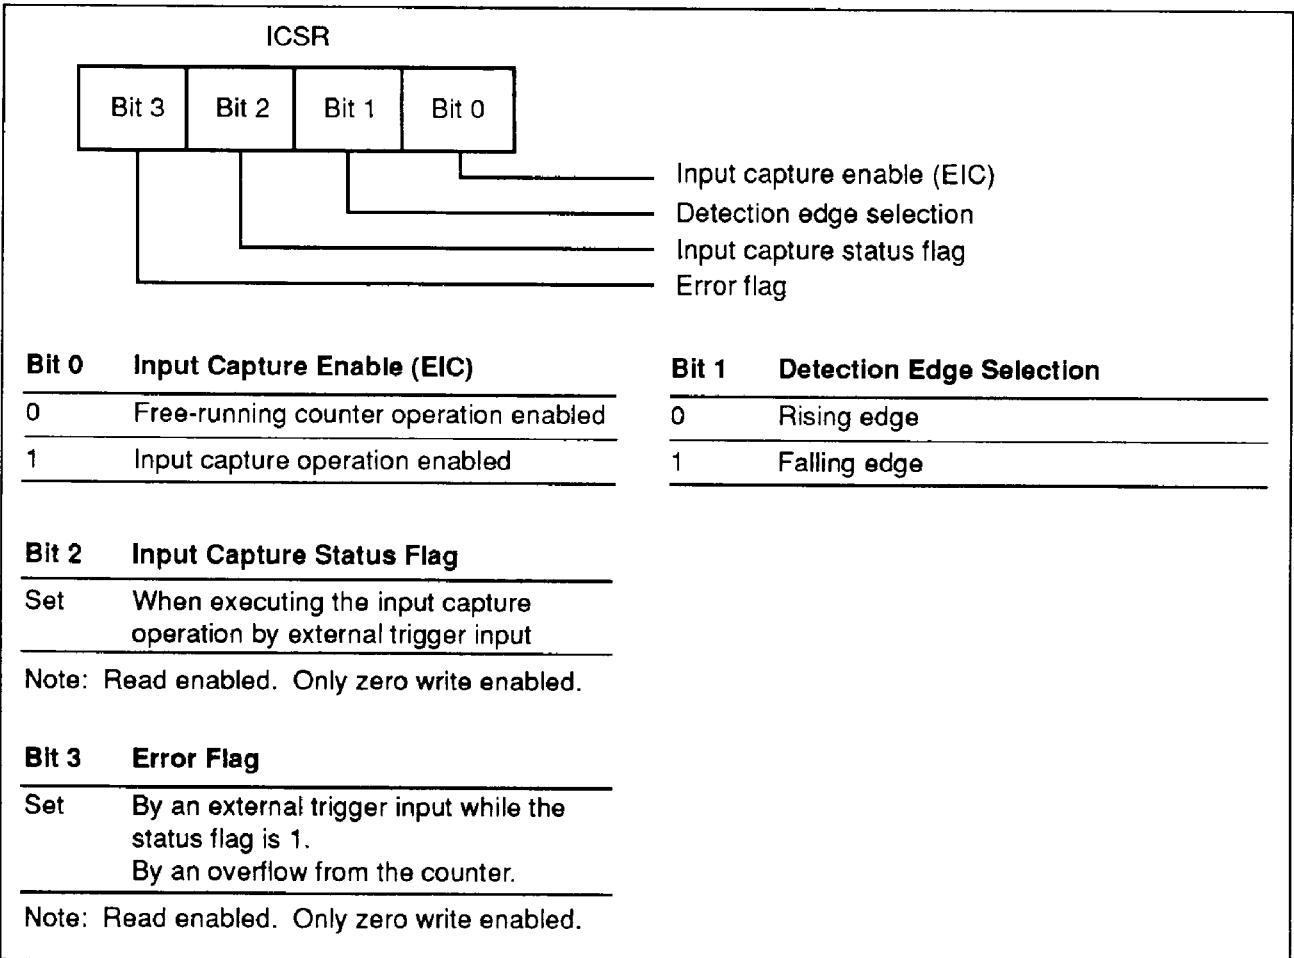 ICSR
Bit 3 Bit 2 Bit 1 Bit 0
Input capture enable (EIC)
Detection edge selection
Input capture status flag
Error flag
Bit 0 Input Capture Enable (EIC)
0 Free-running counter operation enabled
1 Input capture operation enabled
Bit 1 Detection Edge Selection
0 Rising edge
1 Falling edge
Bit 2 Input Capture Status Flag
Set When executing the input capture
operation by external trigger input
Note: Read enabled. Only zero write enabled.
Bit 3 Error Flag
Set By an external trigger input while the
status flag is 1.
By an overflow from the counter.
Note: Read enabled. Only zero write enabled.